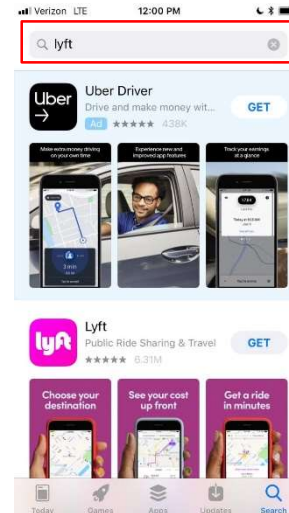 Verizon LTE 12:00 PM
lyft
Uber
Uber Driver
Drive and make money wit...
GET
Ad ★★★★★ 438K
Make extra money driving
on your own time
Experience new and
improved app features
Track your earnings
at a glance
2 min
lyft
Lyft
Public Ride Sharing & Travel
GET
★★★★★ 6.31M
Choose your
destination
See your cost
up front
Get a ride
in minutes
Today Games Apps Updates Search